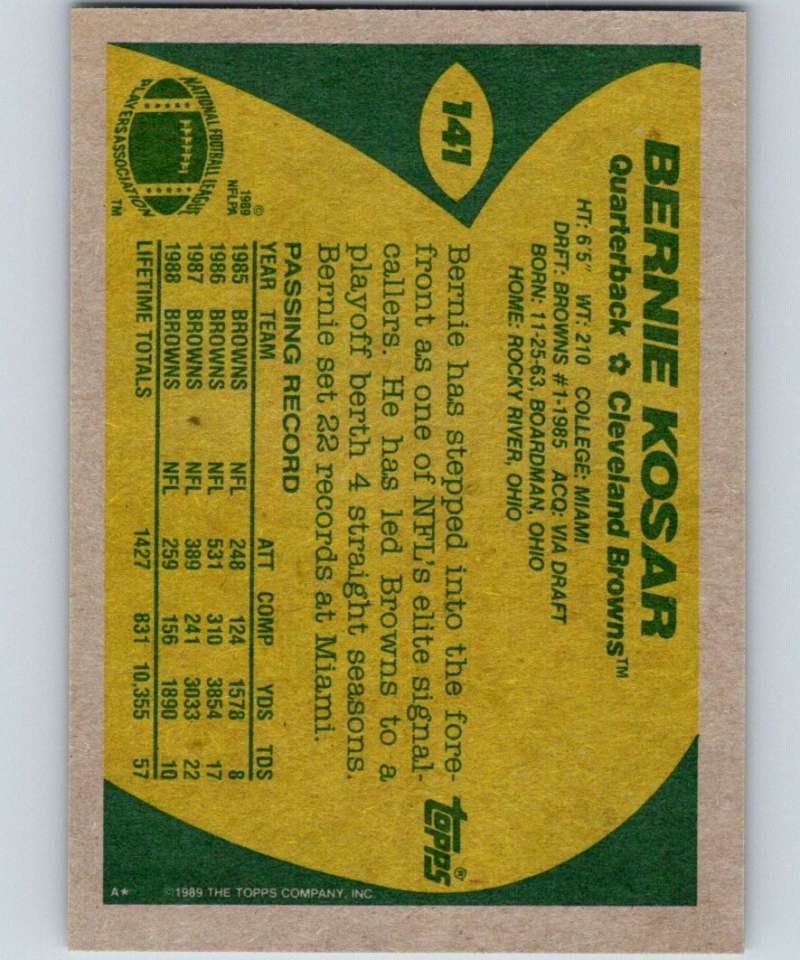 141
BERNIE KOSAR
Quarterback ✿ Cleveland Browns™
HT: 6'5" WT: 210 COLLEGE: MIAMI
DRFT: BROWNS #1-1985 ACQ: VIA DRAFT
BORN: 11-25-63, BOARDMAN, OHIO
HOME: ROCKY RIVER, OHIO
Bernie has stepped into the fore-
front as one of NFL's elite signal-
callers. He has led Browns to a
playoff berth 4 straight seasons.
Bernie set 22 records at Miami.
topps®
NATIONAL FOOTBALL LEAGUE
PLAYERS ASSOCIATION
TM
©
1989
NFLPA
PASSING RECORD
YEAR TEAM ATT COMP YDS TDS
1985 BROWNS NFL 248 124 1578 8
1986 BROWNS NFL 531 310 3854 17
1987 BROWNS NFL 389 241 3033 22
1988 BROWNS NFL 259 156 1890 10
LIFETIME TOTALS 1427 831 10,355 57
A* ©1989 THE TOPPS COMPANY, INC.